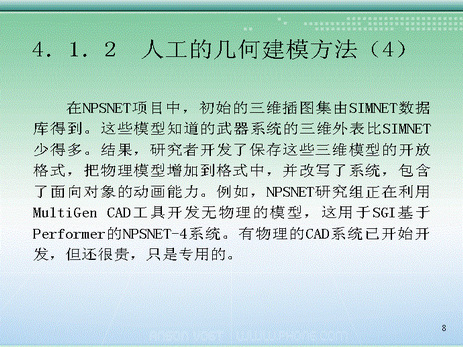 4．1．2　人工的几何建模方法（4）
在NPSNET项目中，初始的三维插图集由SIMNET数据
库得到。这些模型知道的武器系统的三维外表比SIMNET
少得多。结果，研究者开发了保存这些三维模型的开放
格式，把物理模型增加到格式中，并改写了系统，包含
了面向对象的动画能力。例如，NPSNET研究组正在利用
MultiGen CAD工具开发无物理的模型，这用于SGI基于
Performer的NPSNET-4系统。有物理的CAD系统已开始开
发，但还很贵，只是专用的。
8